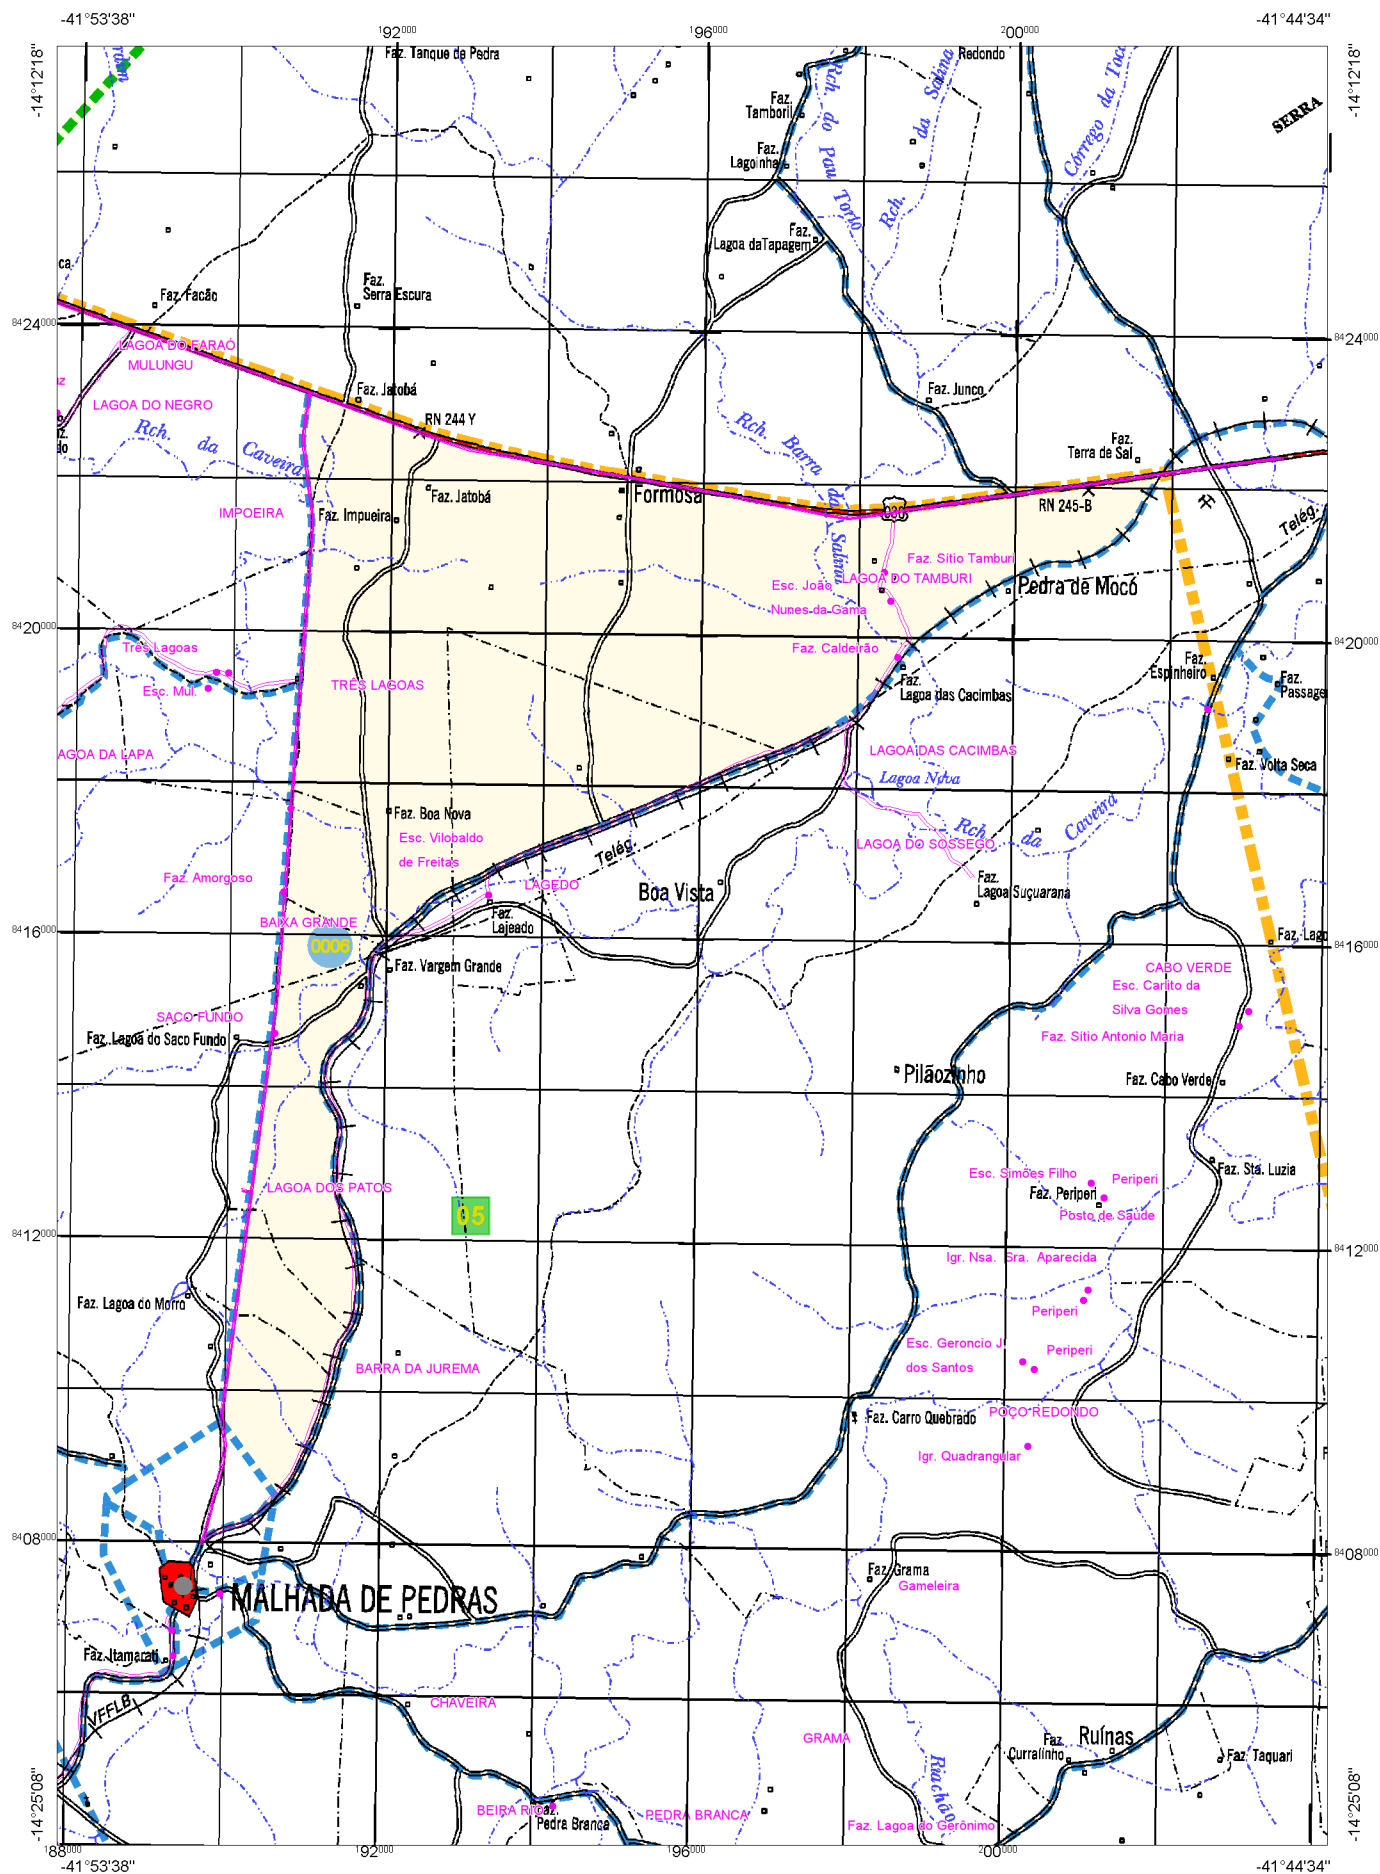 -41°53'38"
-41°44'34"
192000
196000
200000
-14°12'18"
-14°12'18"
Faz. Tanque de Pedra
Redondo
Faz.
Tamboril
Rch do Pau Torto
Rch. da Salina
Córrego da Toca
SERRA
Faz.
Lagoinha
Faz.
Lagoa daTapagem
ca
Faz. Facão
Faz.
Serra Escura
8424000
8424000
LAGOA DO FARAÓ
MULUNGU
LAGOA DO NEGRO
Faz. Jatobá
Faz. Junco
RN 244 Y
Rch. da Caveira
Rch. Barra da Salina
Faz.
Terra de Sal
Faz. Jatobá
Formosa
RN 245-B
030
IMPOEIRA
Faz. Impueira
Teleg.
Faz. Sítio Tamburi
LAGOA DO TAMBURI
Esc. João
Nunes da Gama
Pedra de Mocó
8420000
8420000
Três Lagoas
Esc. Mul.
Faz. Caldeirão
Faz.
Espinheiro
Faz.
Lagoa das Cacimbas
Faz.
Passage
TRÊS LAGOAS
AGOA DA LAPA
LAGOA DAS CACIMBAS
Lagoa Nova
Faz. Volta Seca
Faz. Boa Nova
Esc. Vilobaldo
de Freitas
Teleg.
Rch. da Caveira
LAGOA DO SOSSEGO
Faz. Amorgoso
LAGEDO
Boa Vista
Faz.
Lagoa Suçuarana
BAIXA GRANDE
Faz.
Lajeado
8416000
8416000
0006
Faz. Lago
Faz. Vargem Grande
CABO VERDE
Esc. Carlito da
Silva Gomes
SACO FUNDO
Faz. Lagoa do Saco Fundo
Faz. Sítio Antonio Maria
Pilãozinho
Faz. Cabo Verde
Esc. Simões Filho
Periperi
Faz. Sta. Luzia
LAGOA DOS PATOS
Faz. Periperi
Posto de Saúde
05
8412000
8412000
Igr. Nsa. Sra. Aparecida
Faz. Lagoa do Morro
Periperi
Esc. Geroncio J.
dos Santos
Periperi
BARRA DA JUREMA
Faz. Carro Quebrado
POÇO REDONDO
Igr. Quadrangular
8408000
8408000
Faz. Grama
Gameleira
MALHADA DE PEDRAS
Faz. Itamarati
VFFLB
CHAVEIRA
GRAMA
Ruínas
Faz.
Curralinho
Faz. Taquari
Riachão
BEIRA RIO
Faz.
Pedra Branca
PEDRA BRANCA
Faz. Lagoa do Gerônimo
-14°25'08"
-14°25'08"
188000
192000
196000
200000
-41°53'38"
-41°44'34"